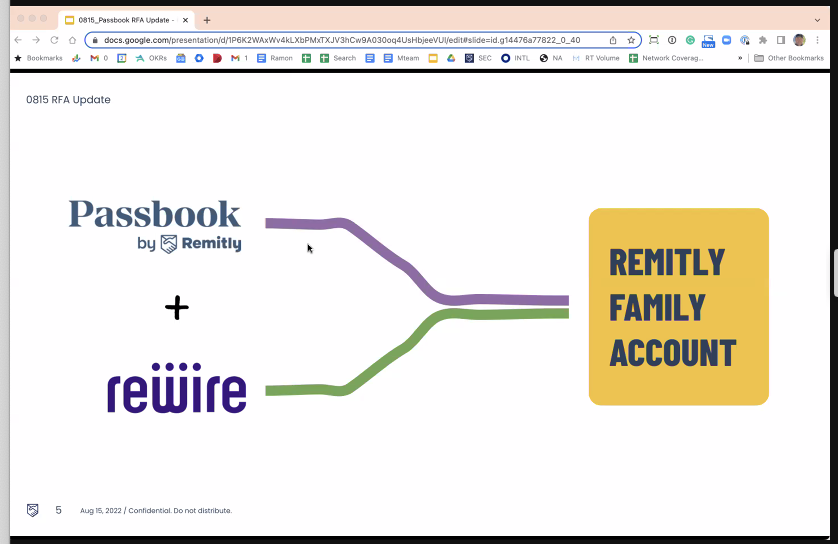 0815_Passbook RFA Update -
docs.google.com/presentation/d/1P6K2WAxWv4kLXbPMxTXJV3hCw9A030oq4UsHbjeeVUI/edit#slide=id.g14476a77822_0_40
New
Bookmarks M 0 OKRs M 1 Ramon Search Mteam SEC INTL NA RT Volume Network Coverag... » Other Bookmarks
0815 RFA Update
Passbook
by Remitly
+
rewire
REMITLY
FAMILY
ACCOUNT
5 Aug 15, 2022 / Confidential. Do not distribute.